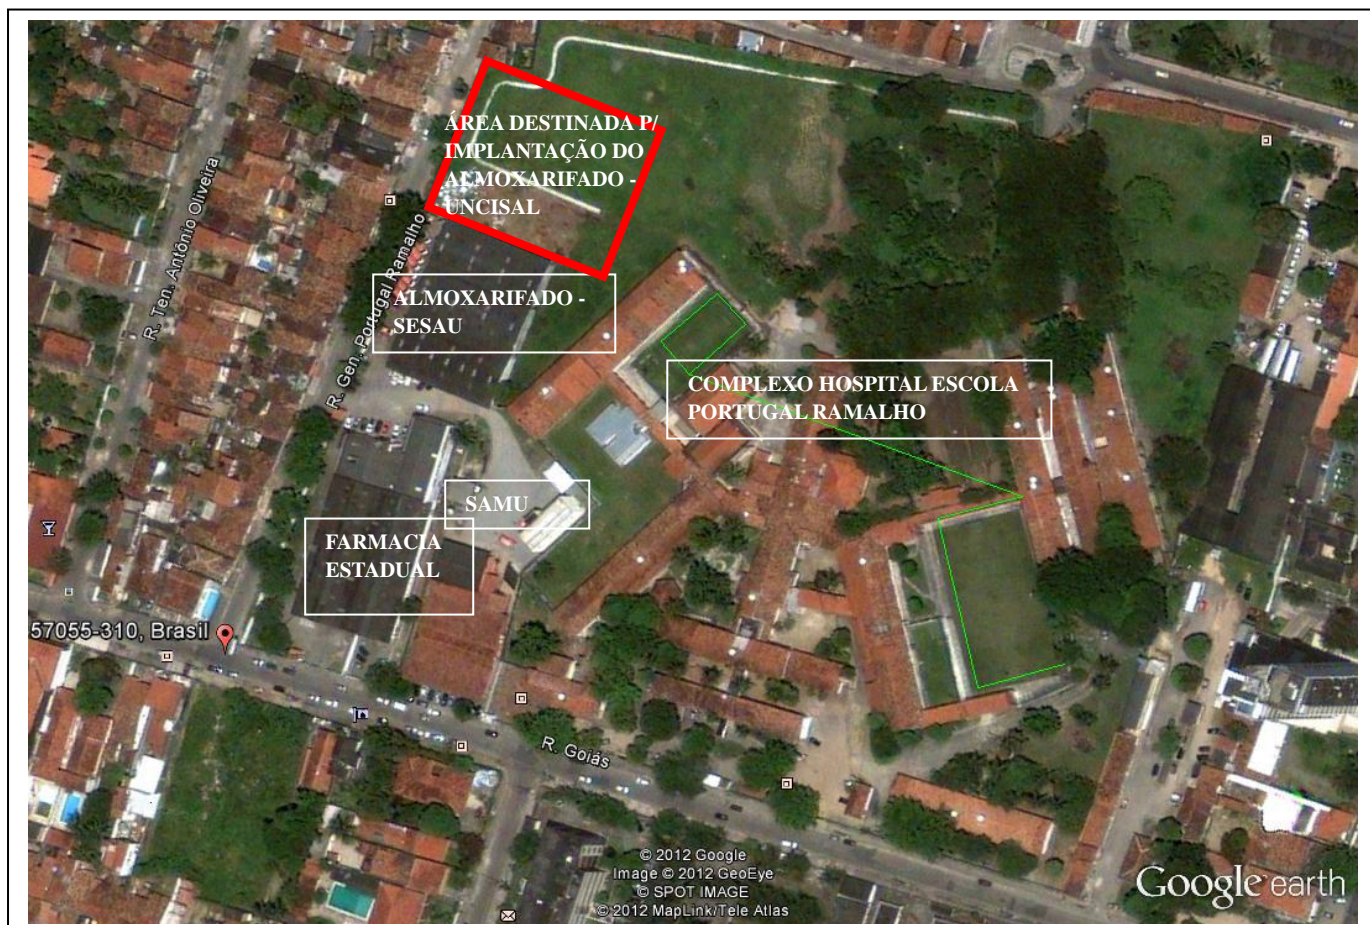 ÁREA DESTINADA P/
IMPLANTAÇÃO DO
ALMOXARIFADO -
UNCISAL
R. Ten. Antônio Oliveira
R. Gen. Portugal Ramalho
ALMOXARIFADO -
SESAU
COMPLEXO HOSPITAL ESCOLA
PORTUGAL RAMALHO
SAMU
FARMACIA
ESTADUAL
57055-310, Brasil
R. Goiás
© 2012 Google
Image © 2012 GeoEye
© SPOT IMAGE
© 2012 MapLink/Tele Atlas
Google earth